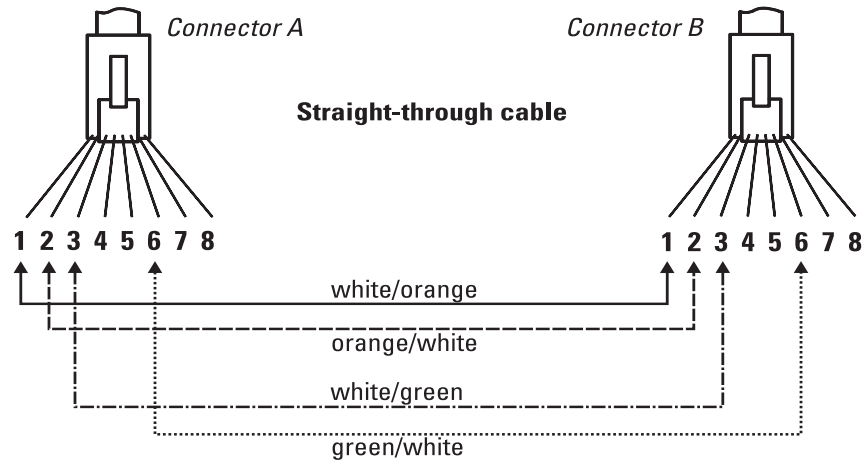 Connector A
Connector B
Straight-through cable
1 2 3 4 5 6 7 8
1 2 3 4 5 6 7 8
white/orange
orange/white
white/green
green/white